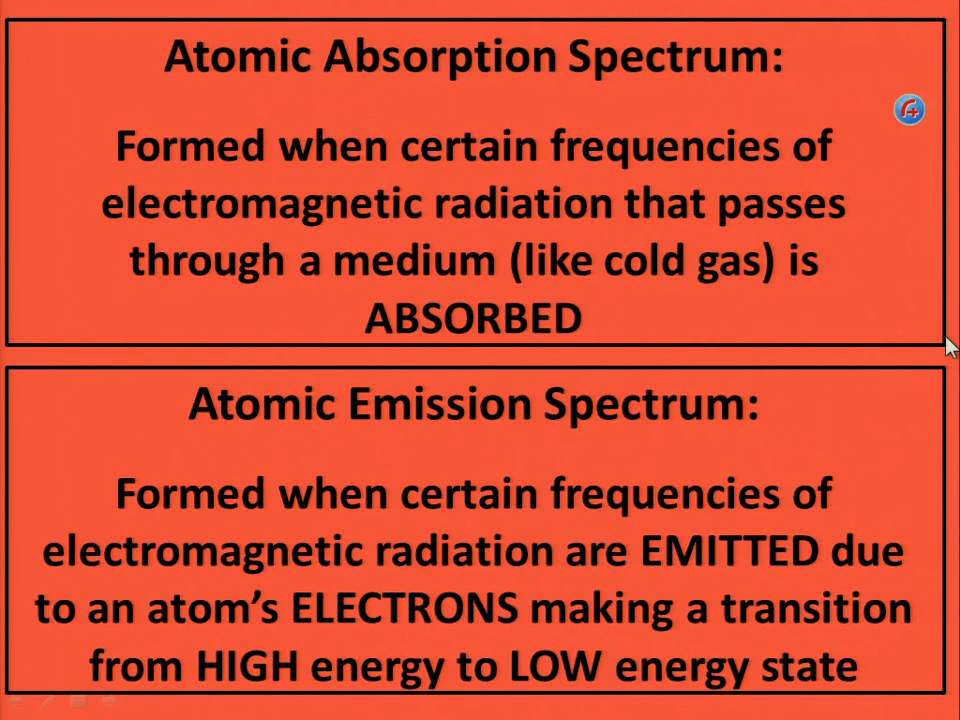 Atomic Absorption Spectrum:
Formed when certain frequencies of
electromagnetic radiation that passes
through a medium (like cold gas) is
ABSORBED
Atomic Emission Spectrum:
Formed when certain frequencies of
electromagnetic radiation are EMITTED due
to an atom’s ELECTRONS making a transition
from HIGH energy to LOW energy state